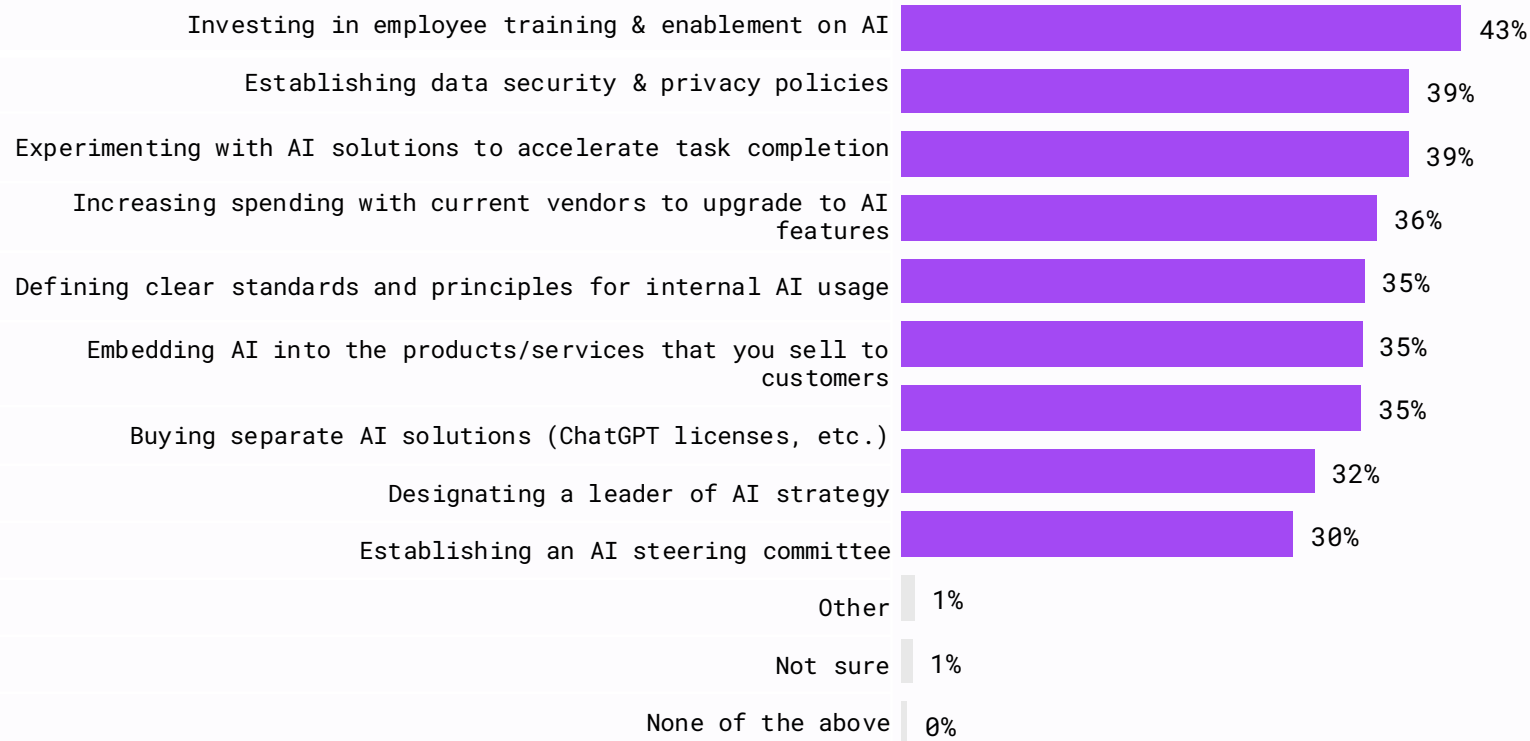 Investing in employee training & enablement on AI
43%
Establishing data security & privacy policies
39%
Experimenting with AI solutions to accelerate task completion
39%
Increasing spending with current vendors to upgrade to AI
features
36%
Defining clear standards and principles for internal AI usage
35%
Embedding AI into the products/services that you sell to
customers
35%
Buying separate AI solutions (ChatGPT licenses, etc.)
35%
Designating a leader of AI strategy
32%
Establishing an AI steering committee
30%
Other
1%
Not sure
1%
None of the above
0%